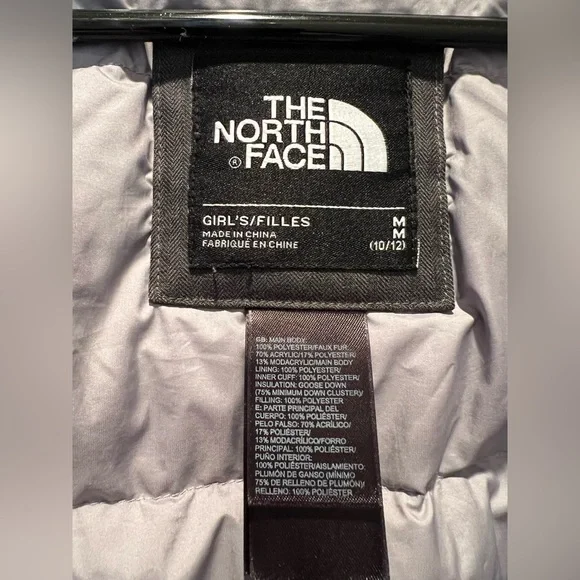 THE
NORTH
FACE
®
GIRL'S/FILLES M
MADE IN CHINA M
FABRIQUÉ EN CHINE (10/12)
GB: MAIN BODY:
100% POLYESTER/FAUX FUR:
70% ACRYLIC/17% POLYESTER/
13% MODACRYLIC/MAIN BODY
LINING: 100% POLYESTER/
INNER CUFF: 100% POLYESTER/
INSULATION: GOOSE DOWN
(75% MINIMUM DOWN CLUSTER)/
FILLING: 100% POLYESTER
E: PARTE PRINCIPAL DEL
CUERPO: 100% POLIÉSTER/
PELO FALSO: 70% ACRÍLICO/
17% POLIÉSTER/
13% MODACRÍLICO/FORRO
PRINCIPAL: 100% POLIÉSTER/
PUÑO INTERIOR:
100% POLIÉSTER/AISLAMIENTO:
PLUMÓN DE GANSO (MÍNIMO
75% DE RELLENO DE PLUMÓN)/
RELLENO: 100% POLIÉSTER